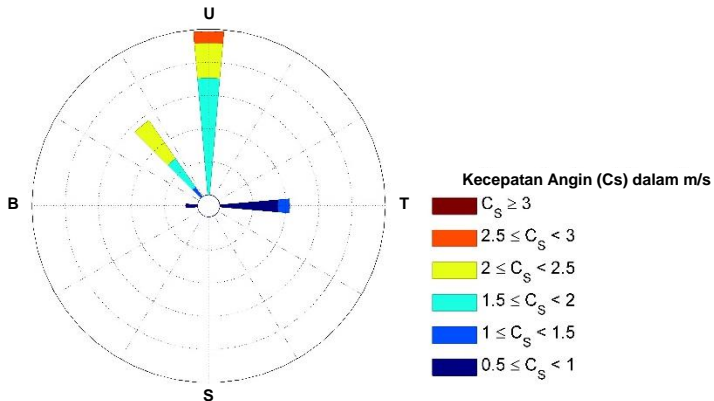 U
B
T
S
Kecepatan Angin (Cs) dalam m/s
C_S ≥ 3
2.5 ≤ C_S < 3
2 ≤ C_S < 2.5
1.5 ≤ C_S < 2
1 ≤ C_S < 1.5
0.5 ≤ C_S < 1